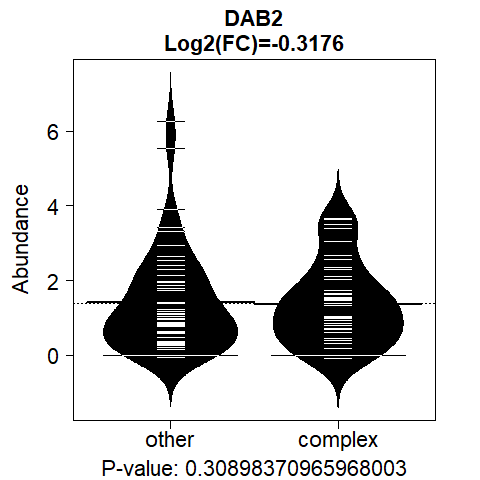 DAB2
Log2(FC)=-0.3176
Abundance
6
4
2
0
other complex
P-value: 0.30898370965968003